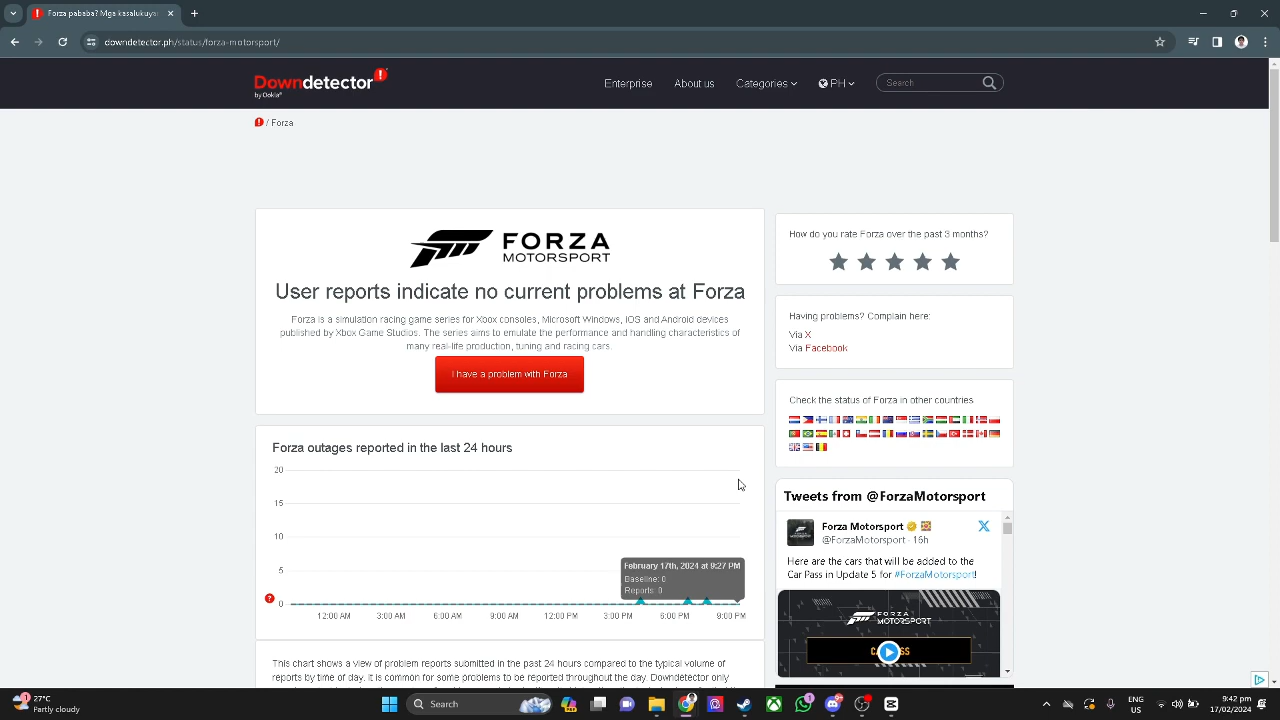 Forza pababa? Mga kasalukuyan
downdetector.ph/status/forza-motorsport/
Downdetector
by Ookla
Enterprise
About us
Categories
PH
Search
/ Forza
FORZA
MOTORSPORT
User reports indicate no current problems at Forza
Forza is a simulation racing game series for Xbox consoles, Microsoft Windows, iOS and Android devices
published by Xbox Game Studios. The series aims to emulate the performance and handling characteristics of
many real-life production, tuning and racing cars.
I have a problem with Forza
How do you rate Forza over the past 3 months?
Having problems? Complain here:
Via X
Via Facebook
Check the status of Forza in other countries
Forza outages reported in the last 24 hours
20
15
10
5
0
February 17th, 2024 at 9:27 PM
Baseline: 0
Reports: 0
12:00 AM 3:00 AM 6:00 AM 9:00 AM 12:00 PM 3:00 PM 6:00 PM 9:00 PM
This chart shows a view of problem reports submitted in the past 24 hours compared to the typical volume of
reports by time of day. It is common for some problems to be reported throughout the day. Downdetector only
Tweets from @ForzaMotorsport
Forza Motorsport
@ForzaMotorsport · 16h
Here are the cars that will be added to the
Car Pass in Update 5 for #ForzaMotorsport!
MOTORSPORT
27°C
Partly cloudy
Search
ENG
US
9:42 pm
17/02/2024